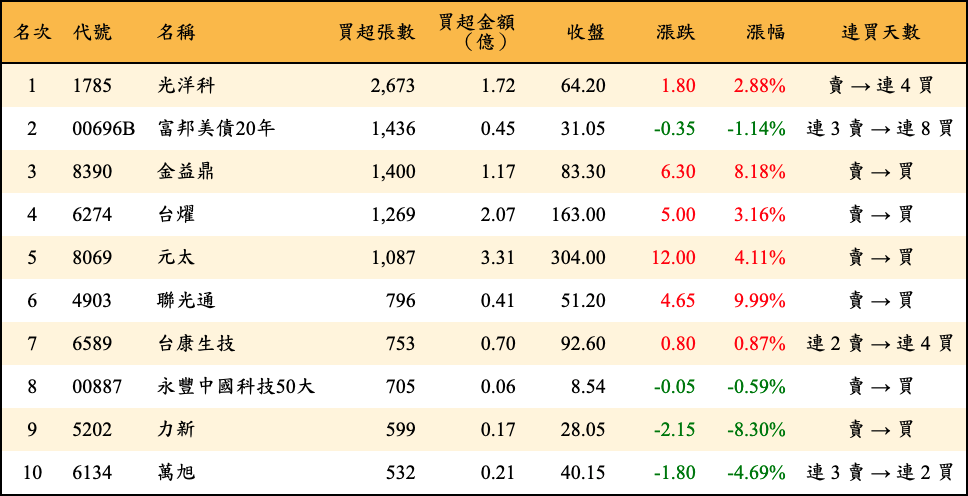 名次 代號 名稱 買超張數 買超金額（億） 收盤 漲跌 漲幅 連買天數
1 1785 光洋科 2,673 1.72 64.20 1.80 2.88% 賣 → 連 4 買
2 00696B 富邦美債20年 1,436 0.45 31.05 -0.35 -1.14% 連 3 賣 → 連 8 買
3 8390 金益鼎 1,400 1.17 83.30 6.30 8.18% 賣 → 買
4 6274 台燿 1,269 2.07 163.00 5.00 3.16% 賣 → 買
5 8069 元太 1,087 3.31 304.00 12.00 4.11% 賣 → 買
6 4903 聯光通 796 0.41 51.20 4.65 9.99% 賣 → 買
7 6589 台康生技 753 0.70 92.60 0.80 0.87% 連 2 賣 → 連 4 買
8 00887 永豐中國科技50大 705 0.06 8.54 -0.05 -0.59% 賣 → 買
9 5202 力新 599 0.17 28.05 -2.15 -8.30% 賣 → 買
10 6134 萬旭 532 0.21 40.15 -1.80 -4.69% 連 3 賣 → 連 2 買